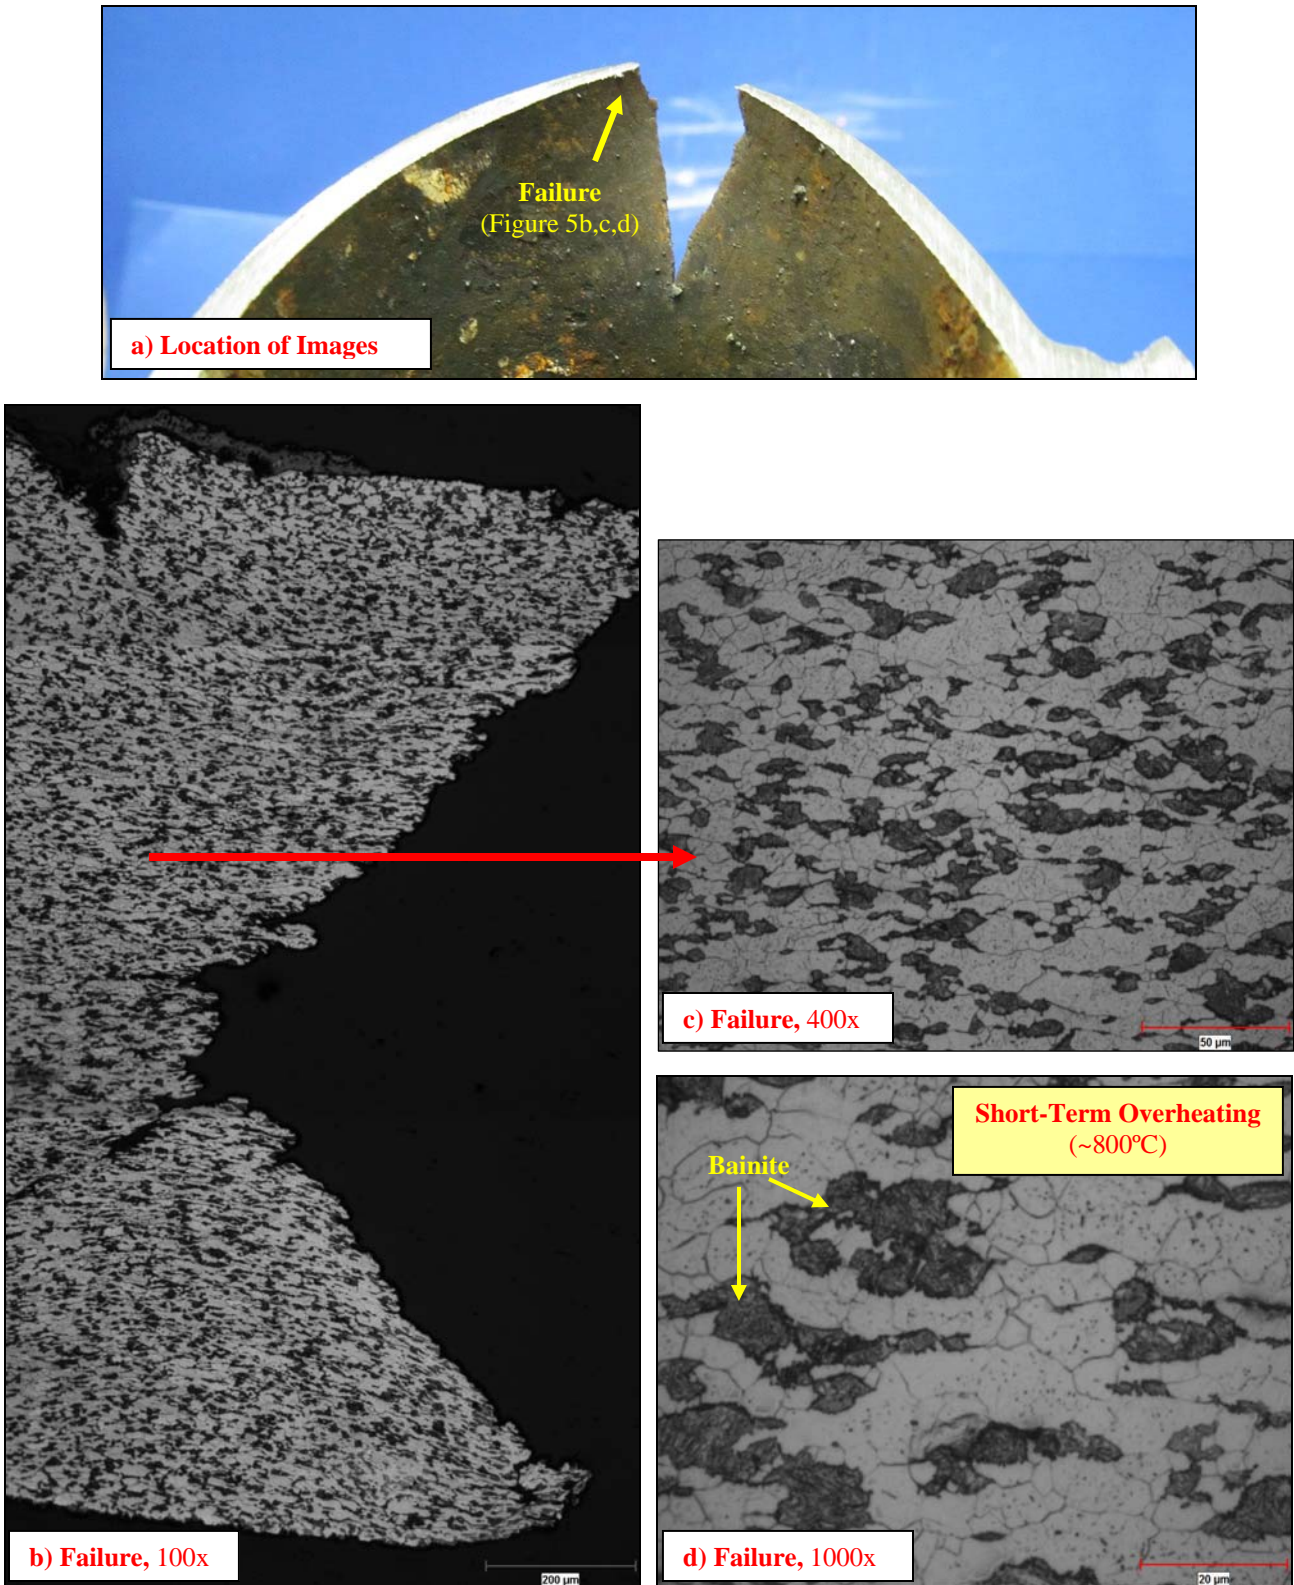 Failure
(Figure 5b,c,d)
a) Location of Images
b) Failure, 100x
200 µm
c) Failure, 400x
50 µm
Short-Term Overheating
(~800ºC)
Bainite
d) Failure, 1000x
20 µm